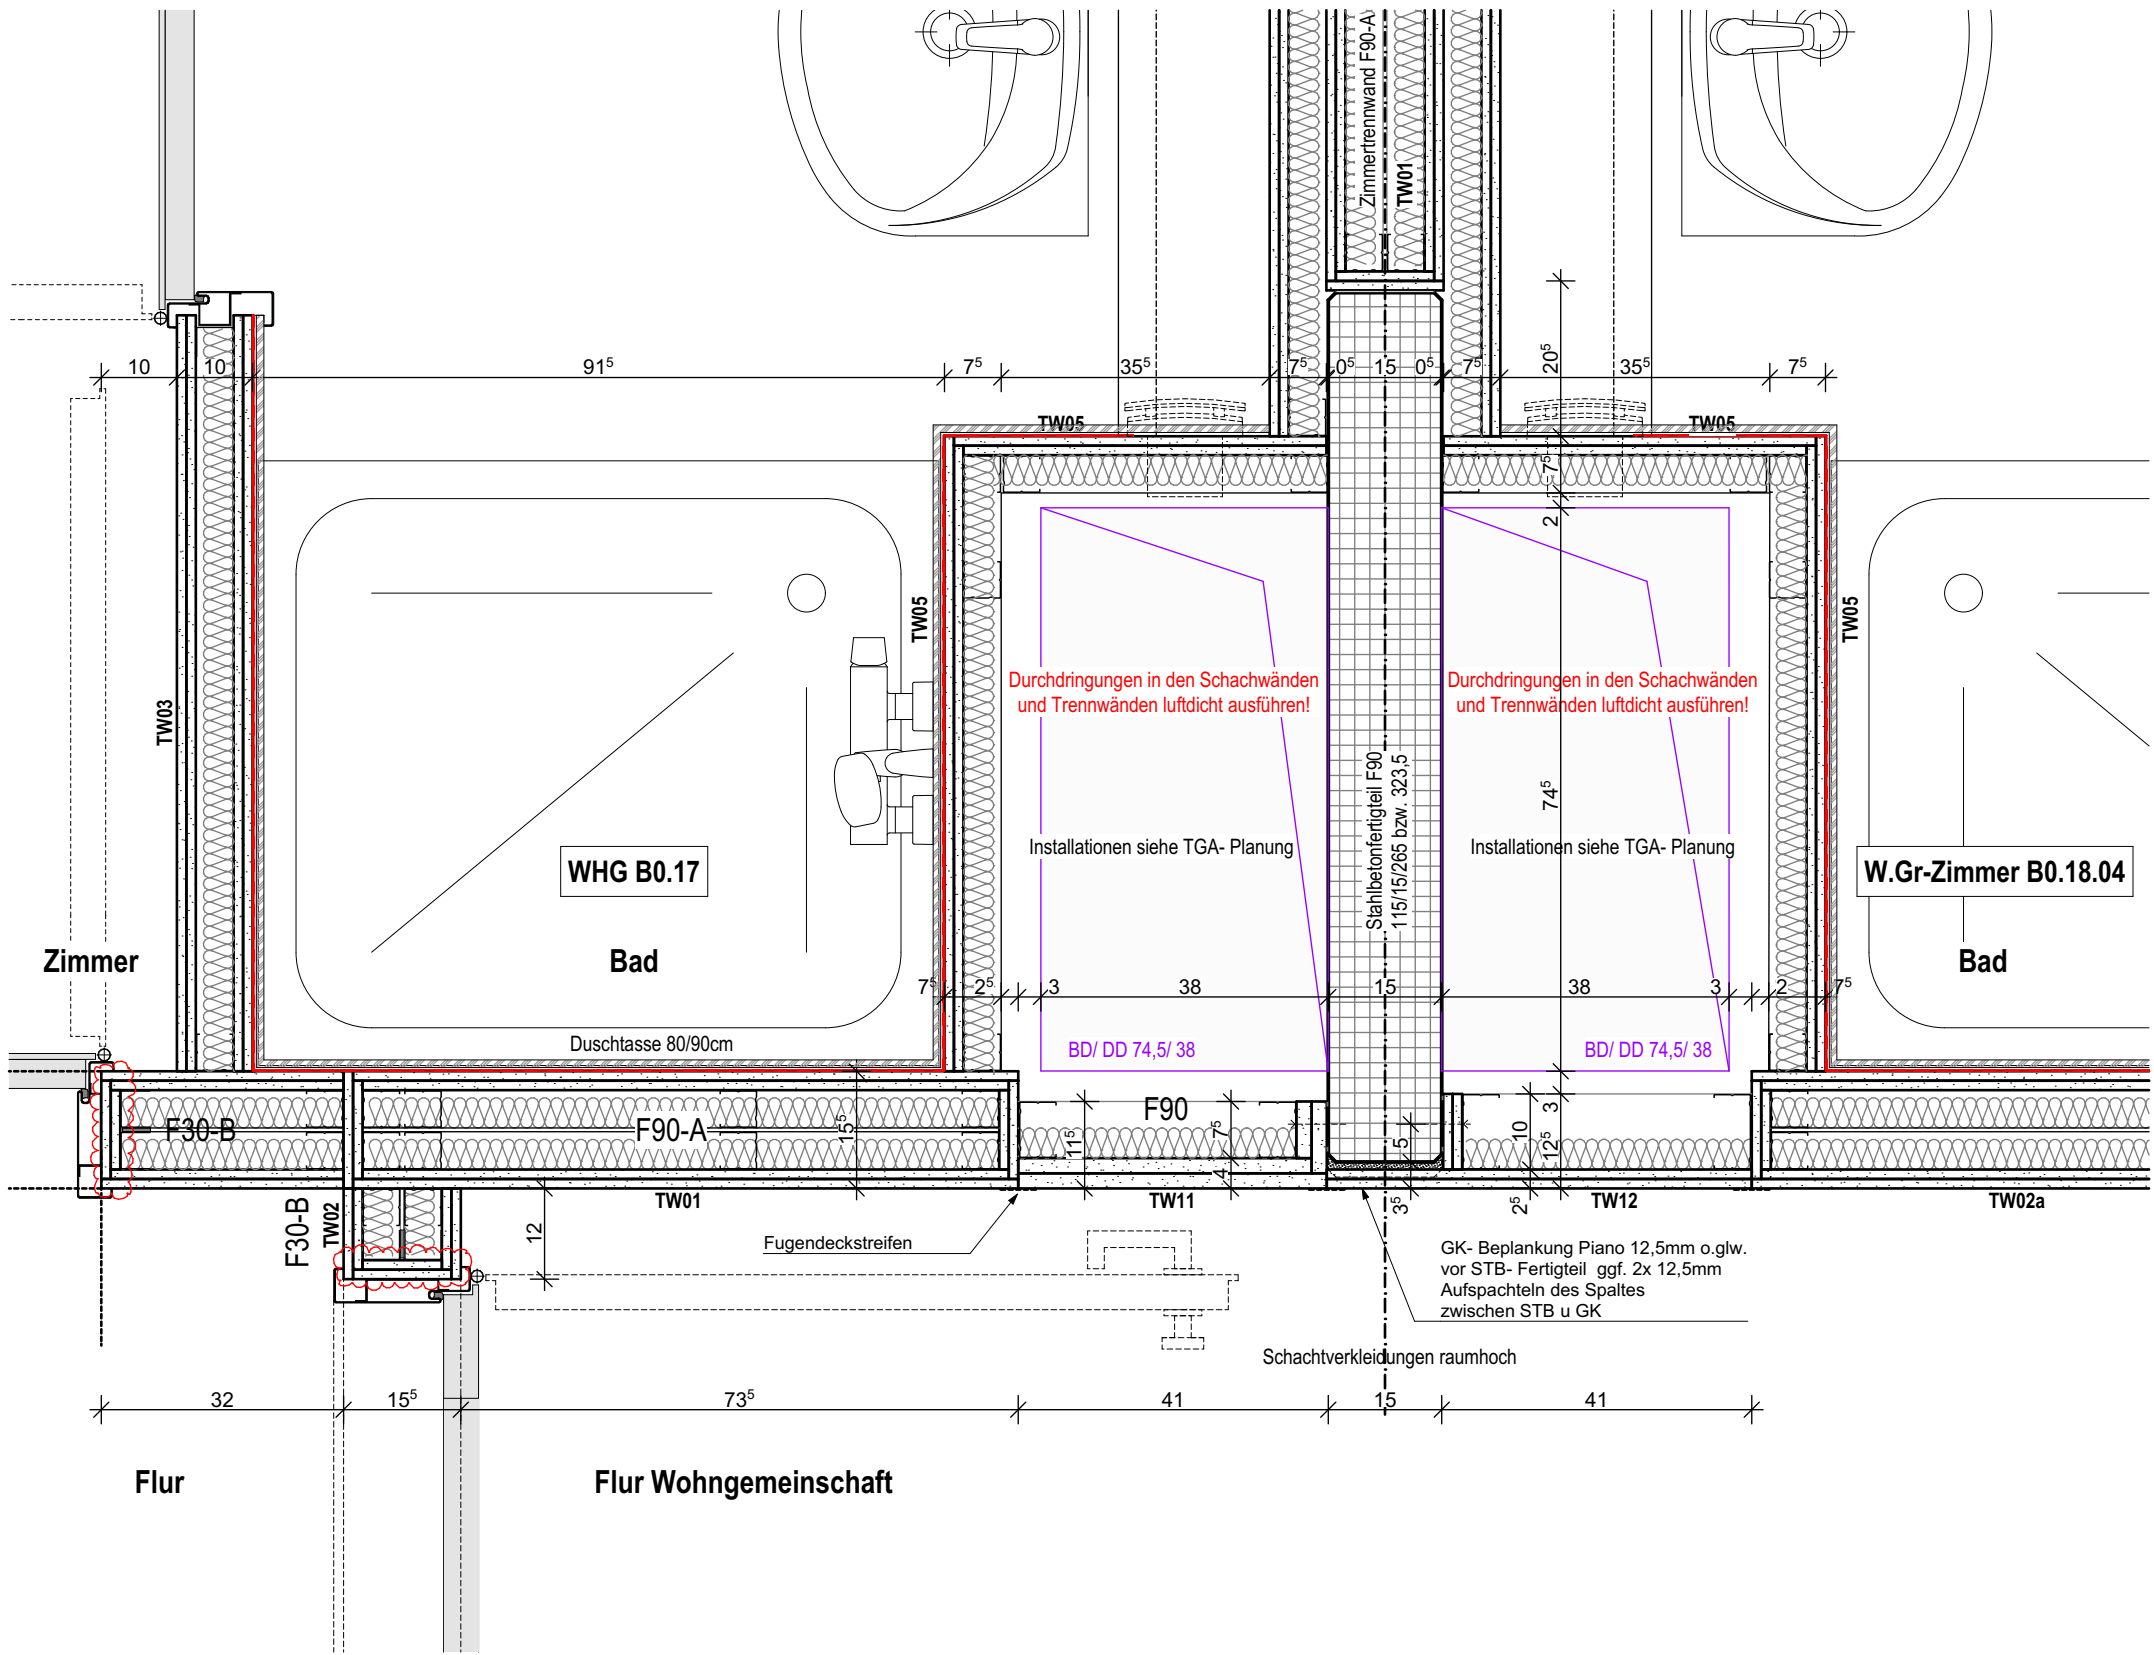 Zimmertrennwand F90-A
TW01
10
10
91⁵
7⁵
35⁵
7⁵
0⁵
15
0⁵
7⁵
35⁵
7⁵
20⁵
TW05
TW05
7⁵
2
TW05
TW05
TW03
Durchdringungen in den Schachwänden
und Trennwänden luftdicht ausführen!
Durchdringungen in den Schachwänden
und Trennwänden luftdicht ausführen!
Stahlbetonfertigteil F90
115/15/265 bzw. 323,5
74⁵
Installationen siehe TGA- Planung
Installationen siehe TGA- Planung
WHG B0.17
W.Gr-Zimmer B0.18.04
Zimmer
Bad
Bad
7⁵
2⁵
3
38
15
38
3
2
7⁵
Duschtasse 80/90cm
BD/ DD 74,5/ 38
BD/ DD 74,5/ 38
F30-B
F90-A
15⁵
11⁵
F90
7⁵
4
5
3⁵
10
2⁵
3
12⁵
F30-B
TW02
TW01
TW11
TW12
TW02a
12
Fugendeckstreifen
GK- Beplankung Piano 12,5mm o.glw.
vor STB- Fertigteil ggf. 2x 12,5mm
Aufspachteln des Spaltes
zwischen STB u GK
Schachtverkleidungen raumhoch
32
15⁵
73⁵
41
15
41
Flur
Flur Wohngemeinschaft